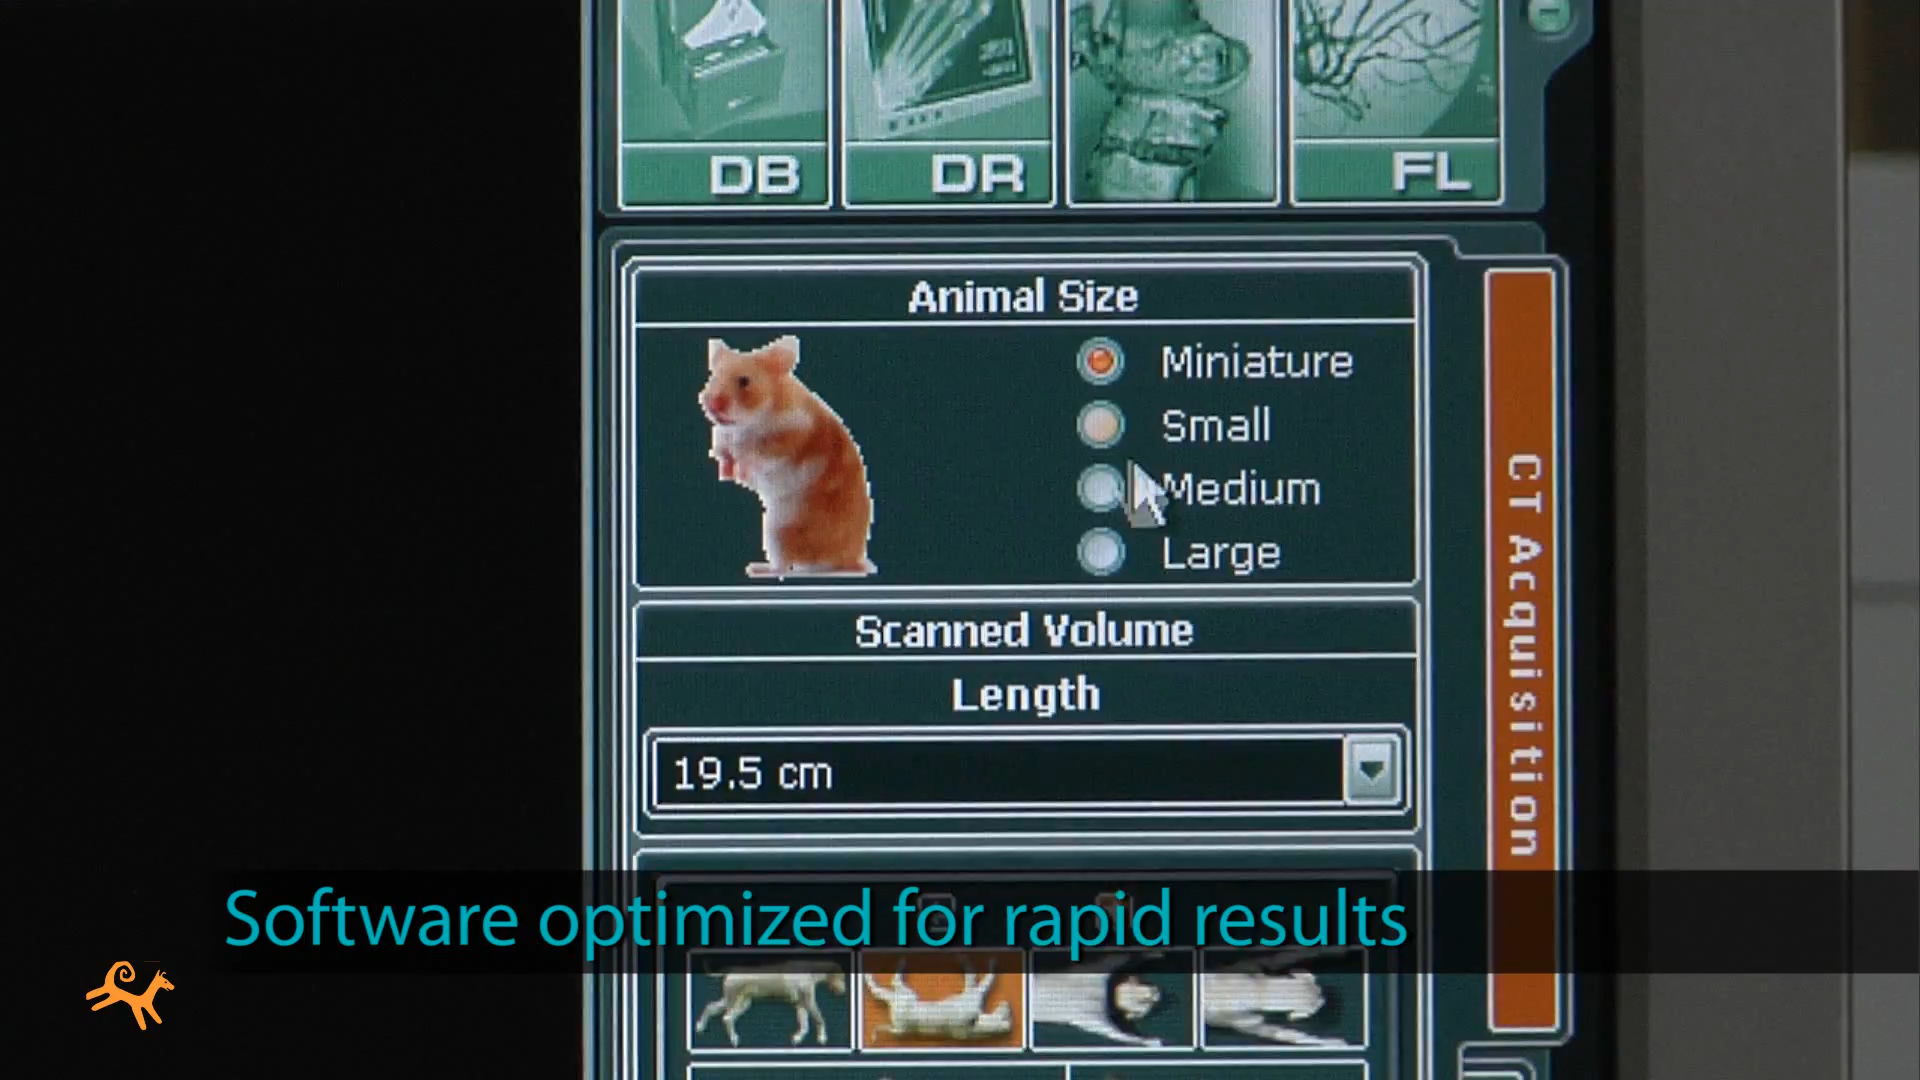 DB
DR
FL
Animal Size
Miniature
Small
Medium
Large
Scanned Volume
Length
19.5 cm
CT Acquisition
Software optimized for rapid results